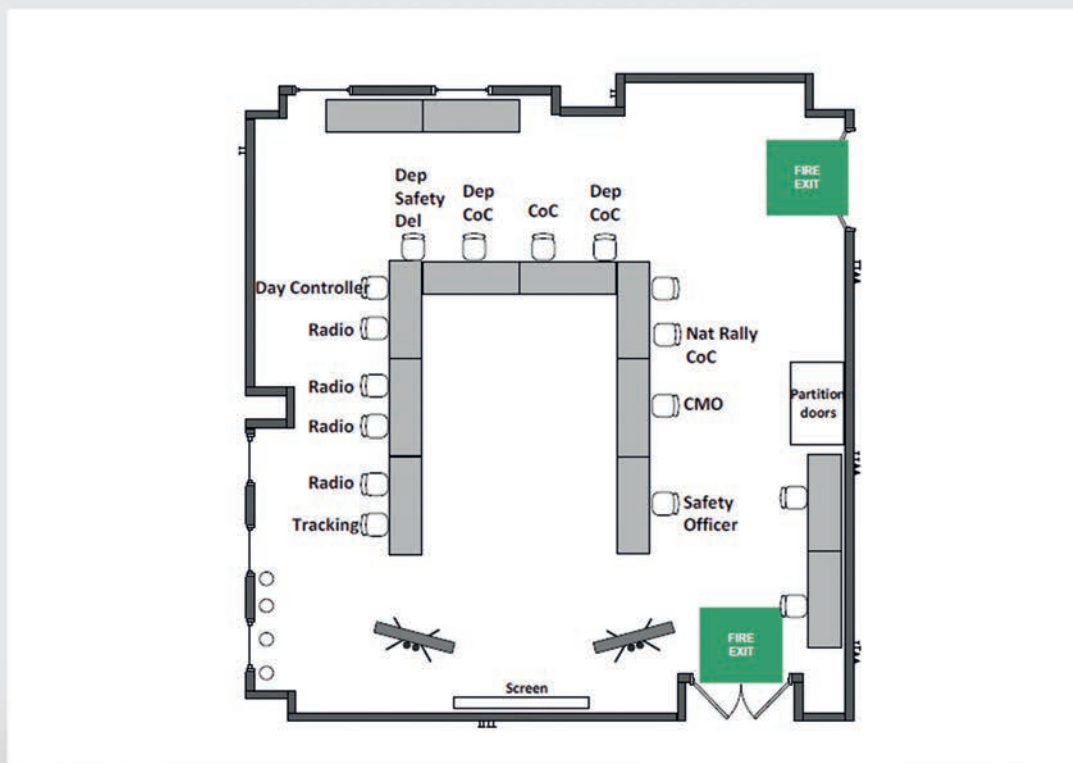 FIRE
EXIT
Dep
Safety
Del
Dep
CoC
CoC
Dep
CoC
Day Controller
Radio
Nat Rally
CoC
Radio
CMO
Partition
doors
Radio
Radio
Safety
Officer
Tracking
FIRE
EXIT
Screen